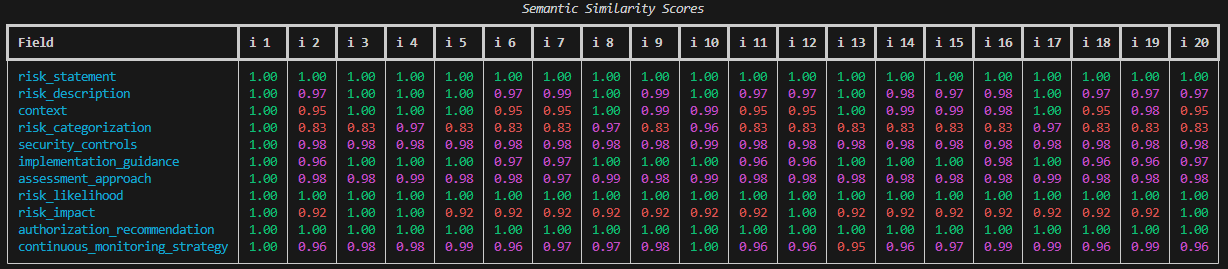 Semantic Similarity Scores
Field i 1 i 2 i 3 i 4 i 5 i 6 i 7 i 8 i 9 i 10 i 11 i 12 i 13 i 14 i 15 i 16 i 17 i 18 i 19 i 20
risk_statement 1.00 1.00 1.00 1.00 1.00 1.00 1.00 1.00 1.00 1.00 1.00 1.00 1.00 1.00 1.00 1.00 1.00 1.00 1.00 1.00
risk_description 1.00 0.97 1.00 1.00 1.00 0.97 0.99 1.00 0.99 0.99 0.97 0.97 1.00 0.98 0.97 0.98 1.00 0.97 0.97 0.97
context 1.00 0.95 1.00 1.00 1.00 0.95 0.95 1.00 0.99 0.99 0.95 0.95 1.00 0.99 0.99 0.98 1.00 0.95 0.98 0.95
risk_categorization 1.00 0.83 0.83 0.97 0.83 0.83 0.83 0.97 0.83 0.96 0.83 0.83 0.83 0.83 0.83 0.83 0.97 0.83 0.83 0.83
security_controls 1.00 0.98 0.98 0.98 0.98 0.98 0.98 0.98 0.99 0.98 0.98 0.98 0.98 0.98 0.98 0.98 0.98 0.98 0.98 0.98
implementation_guidance 1.00 0.96 1.00 1.00 1.00 0.97 0.97 1.00 1.00 1.00 0.96 0.96 1.00 1.00 1.00 0.98 1.00 0.96 0.96 0.97
assessment_approach 1.00 0.98 0.98 0.99 0.98 0.98 0.97 0.99 0.98 0.99 0.98 0.98 0.99 0.98 0.98 0.98 0.99 0.98 0.98 0.98
risk_likelihood 1.00 1.00 1.00 1.00 1.00 1.00 1.00 1.00 1.00 1.00 1.00 1.00 1.00 1.00 1.00 1.00 1.00 1.00 1.00 1.00
risk_impact 1.00 0.92 1.00 1.00 0.92 0.92 0.92 0.92 0.92 0.92 0.92 1.00 0.92 0.92 0.92 0.92 0.92 0.92 0.92 1.00
authorization_recommendation 1.00 1.00 1.00 1.00 1.00 1.00 1.00 1.00 1.00 1.00 1.00 1.00 1.00 1.00 1.00 1.00 1.00 1.00 1.00 1.00
continuous_monitoring_strategy 1.00 0.96 0.98 0.98 0.99 0.96 0.97 0.97 0.98 1.00 0.96 0.96 0.95 0.96 0.97 0.99 0.99 0.96 0.96 0.96